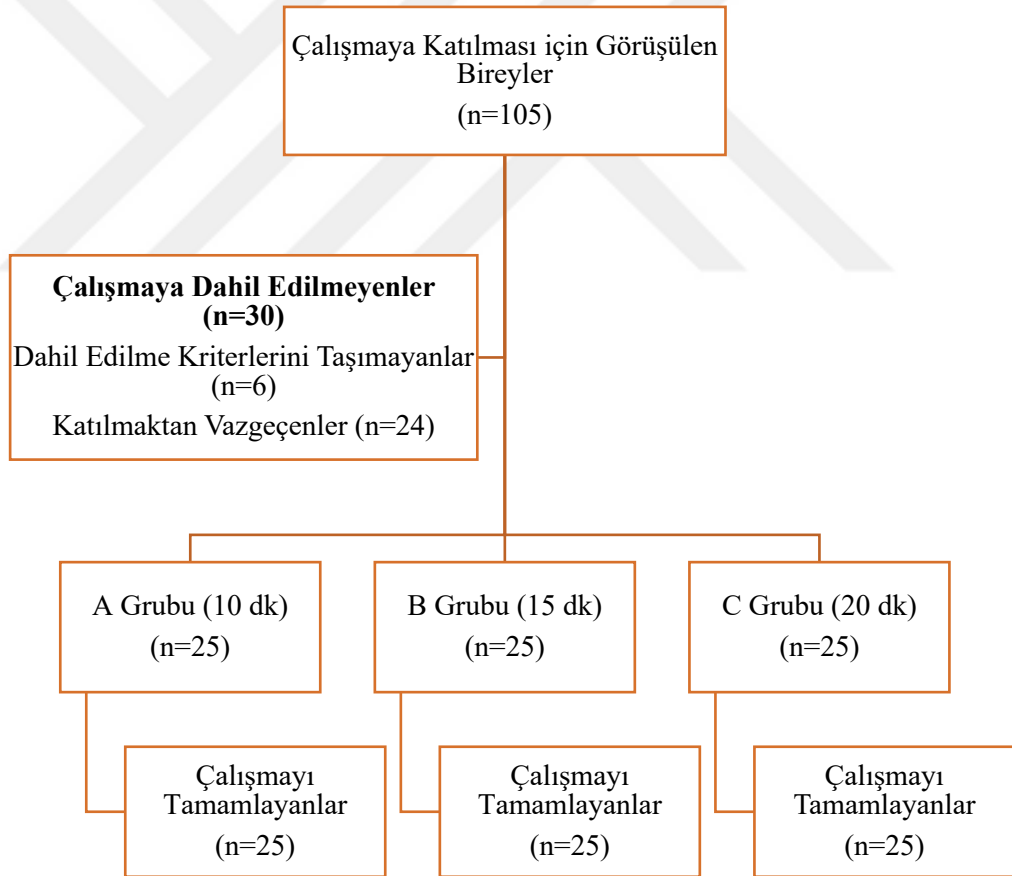 Çalışmaya Katılması için Görüşülen
Bireyler
(n=105)
Çalışmaya Dahil Edilmeyenler
(n=30)
Dahil Edilme Kriterlerini Taşımayanlar
(n=6)
Katılmaktan Vazgeçenler (n=24)
A Grubu (10 dk)
(n=25)
B Grubu (15 dk)
(n=25)
C Grubu (20 dk)
(n=25)
Çalışmayı
Tamamlayanlar
(n=25)
Çalışmayı
Tamamlayanlar
(n=25)
Çalışmayı
Tamamlayanlar
(n=25)